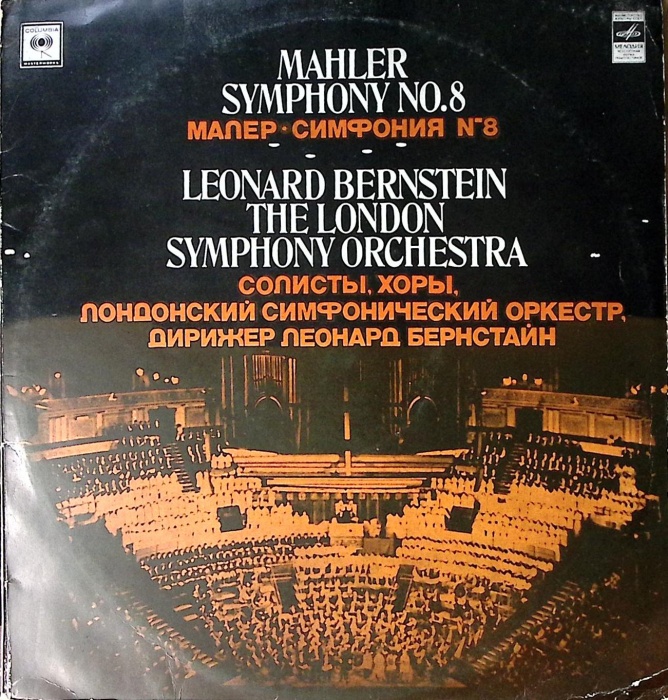 COLUMBIA
MASTERWORKS
МЕЛОДИЯ
MAHLER
SYMPHONY NO.8
МАЛЕР·СИМФОНИЯ №8
LEONARD BERNSTEIN
THE LONDON
SYMPHONY ORCHESTRA
СОЛИСТЫ, ХОРЫ,
ЛОНДОНСКИЙ СИМФОНИЧЕСКИЙ ОРКЕСТР,
ДИРИЖЕР ЛЕОНАРД БЕРНСТАЙН